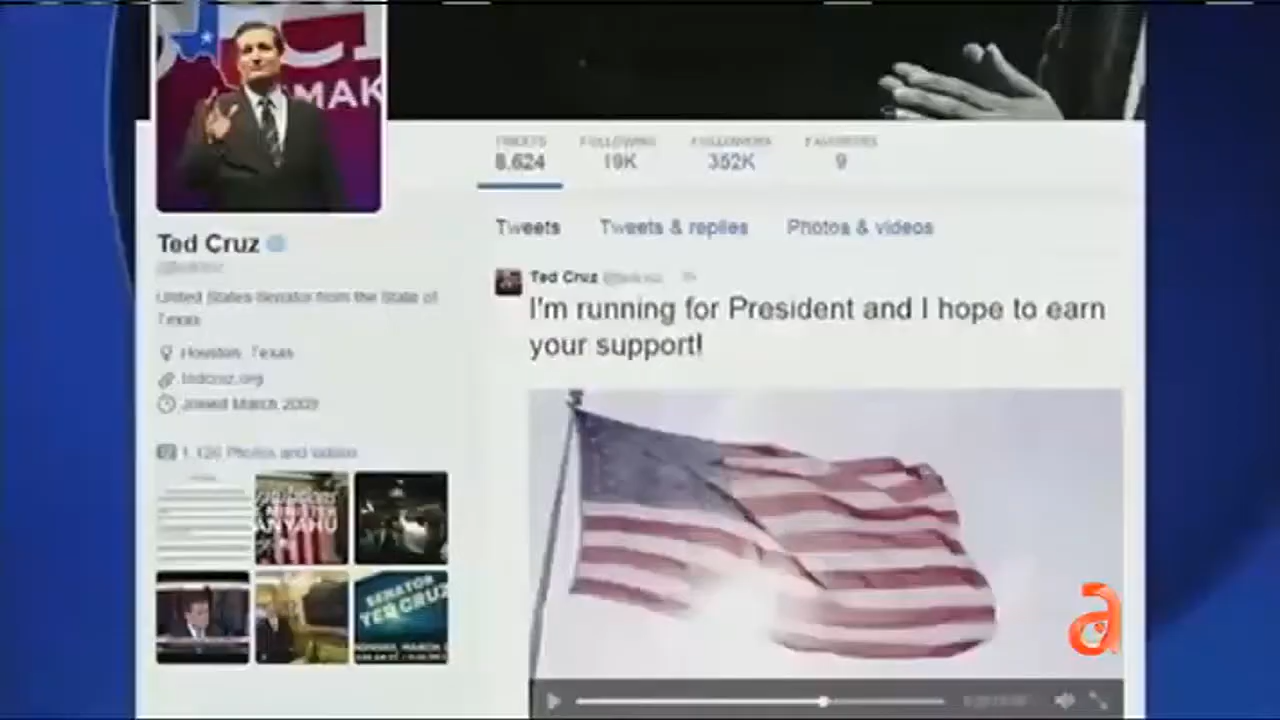 MAK
TWEETS
8,624
FOLLOWING
19K
FOLLOWERS
352K
FAVORITES
9
Tweets
Tweets & replies
Photos & videos
Ted Cruz
United States Senator from the State of
Texas
Houston, Texas
tedcruz.org
Joined March 2009
Photos and videos
ANYAHU
SENATOR
TED CRUZ
Ted Cruz
I'm running for President and I hope to earn
your support!
a